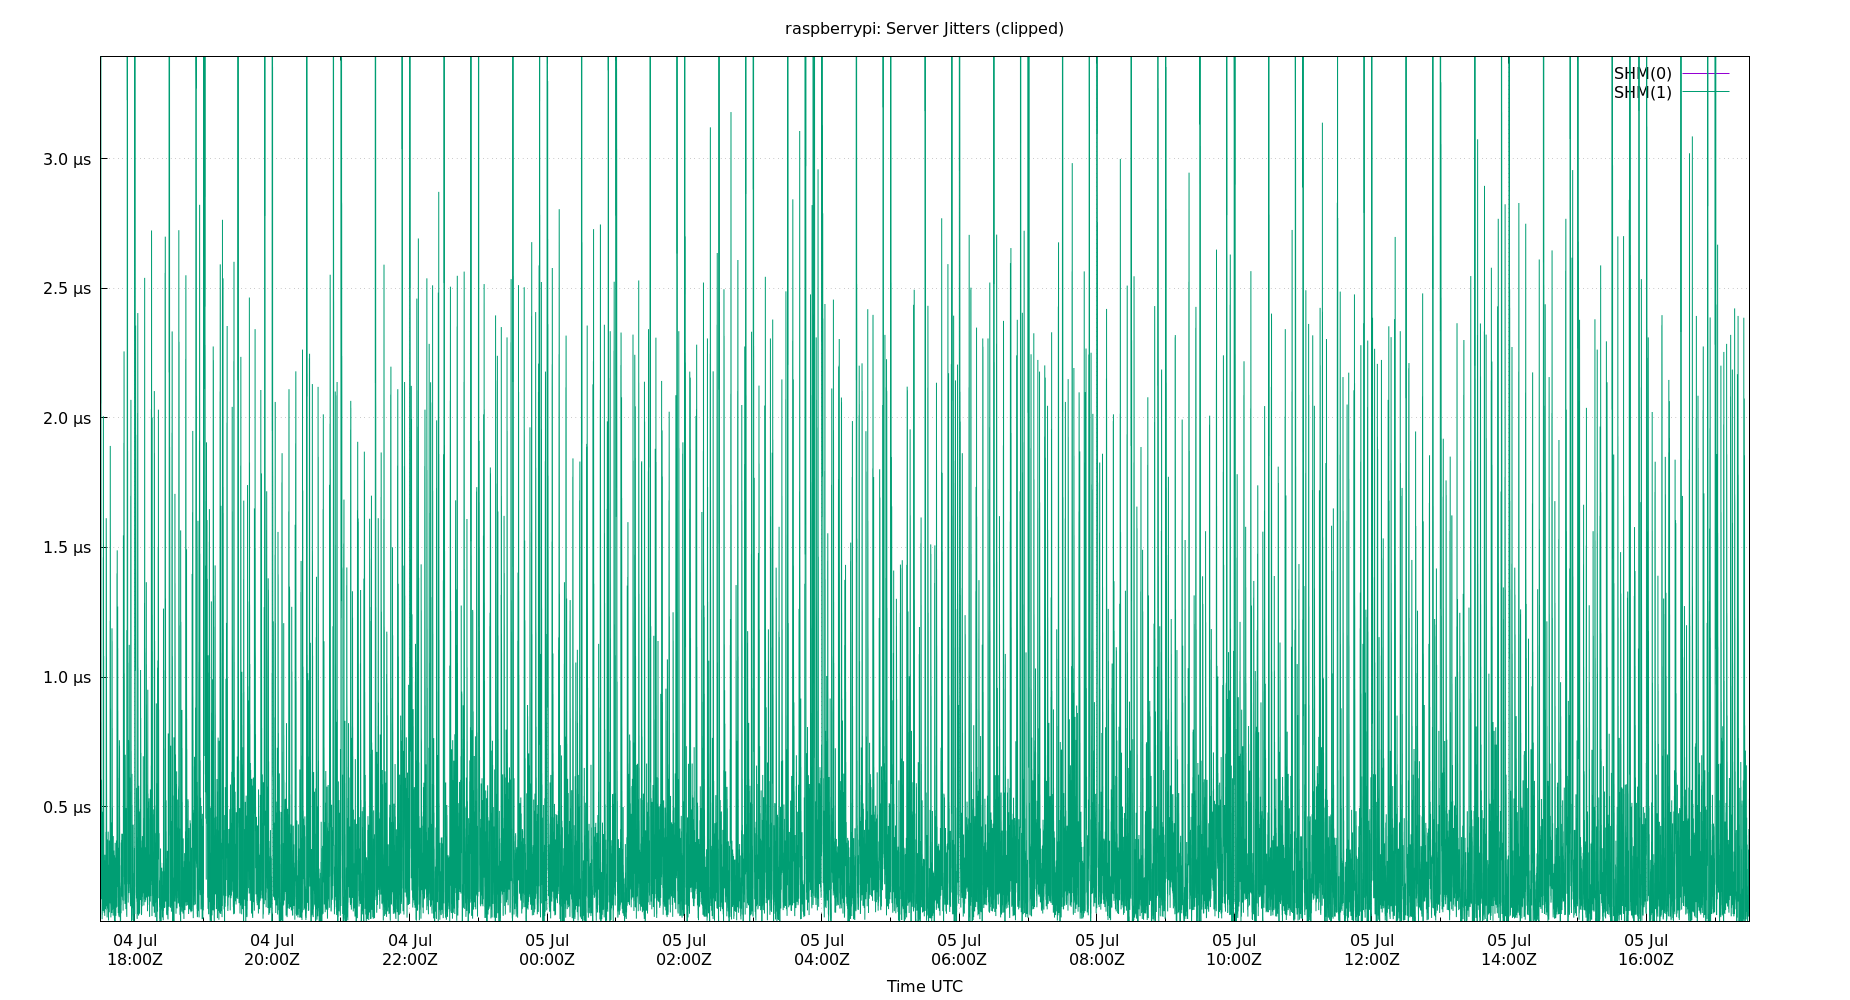 raspberrypi: Server Jitters (clipped)
SHM(0)
SHM(1)
3.0 µs
2.5 µs
2.0 µs
1.5 µs
1.0 µs
0.5 µs
04 Jul 04 Jul 04 Jul 05 Jul 05 Jul 05 Jul 05 Jul 05 Jul 05 Jul 05 Jul 05 Jul 05 Jul
18:00Z 20:00Z 22:00Z 00:00Z 02:00Z 04:00Z 06:00Z 08:00Z 10:00Z 12:00Z 14:00Z 16:00Z
Time UTC